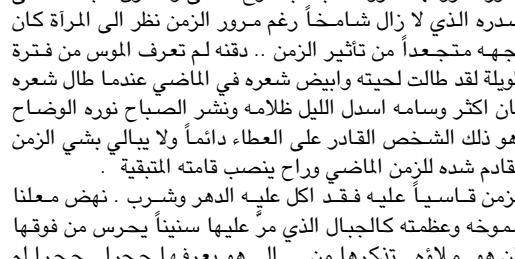 صدره الذي لا زال شامخاً رغم مرور الزمن نظر الى المرآة كان
جهه متجعداً من تأثير الزمن .. دقنه لم تعرف الموس من فترة
ويلة لقد طالت لحيته وابيض شعره في الماضي عندما طال شعره
ان اكثر وسامه اسدل الليل ظلامه ونشر الصباح نوره الوضاح
هو ذلك الشخص القادر على العطاء دائماً ولا يبالي بشي الزمن
قادم شده للزمن الماضي وراح ينصب قامته المتبقية .
زمن قاسياً عليه فقد اكل عليه الدهر وشرب . نهض معلنا
موخه وعظمته كالجبال الذي مرَّ عليها سنيناً يحرس من فوقها